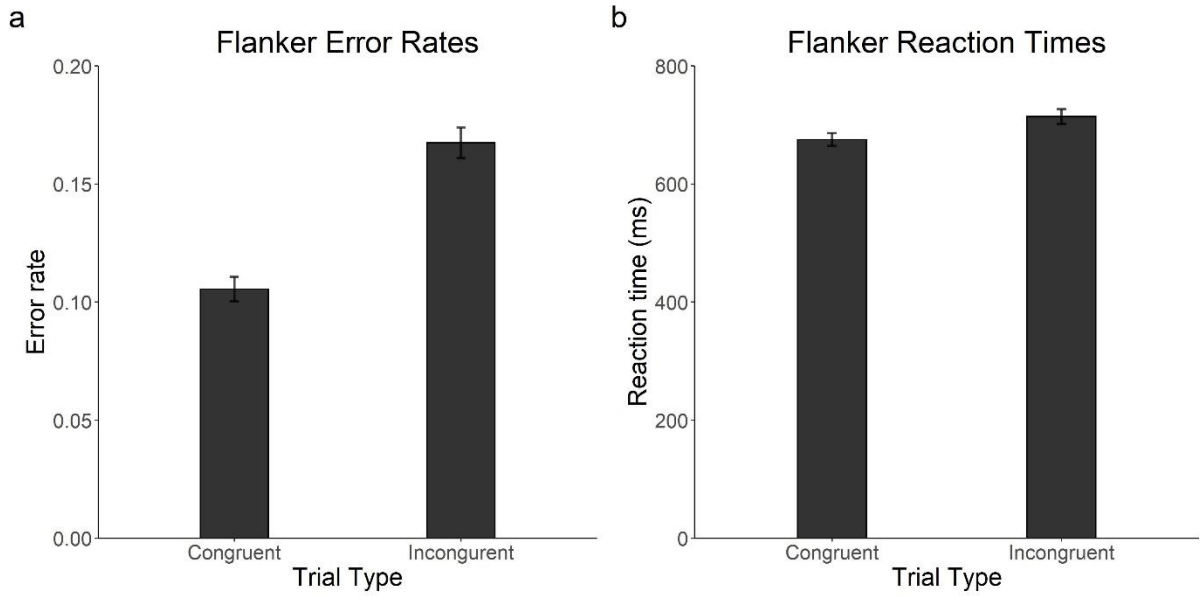 a
Flanker Error Rates
0.20
0.15
0.10
0.05
0.00
Error rate
Congruent
Incongurent
Trial Type
b
Flanker Reaction Times
800
600
400
200
0
Reaction time (ms)
Congruent
Incongruent
Trial Type